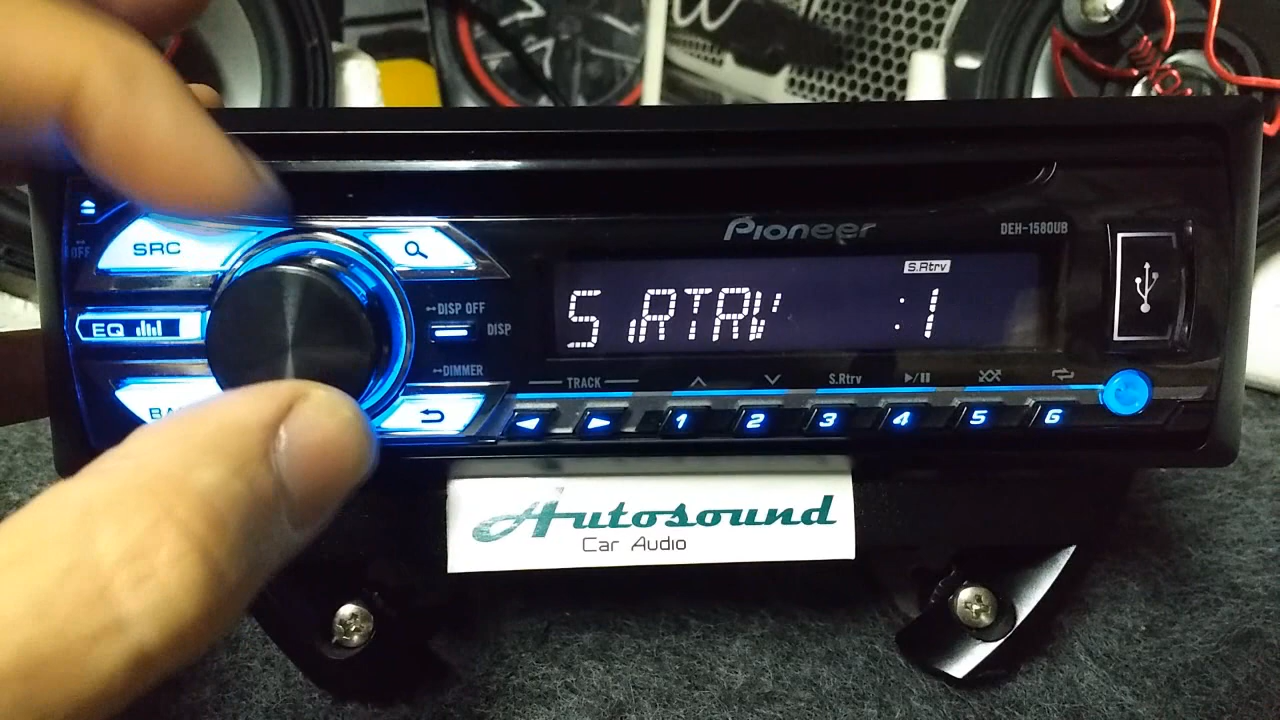 Pioneer
DEH-1580UB
SRC
OFF
S.Rtrv
DISP OFF
S.RTRV :1
EQ
DISP
DIMMER
TRACK
S.Rtrv
1 2 3 4 5 6
Autosound
Car Audio